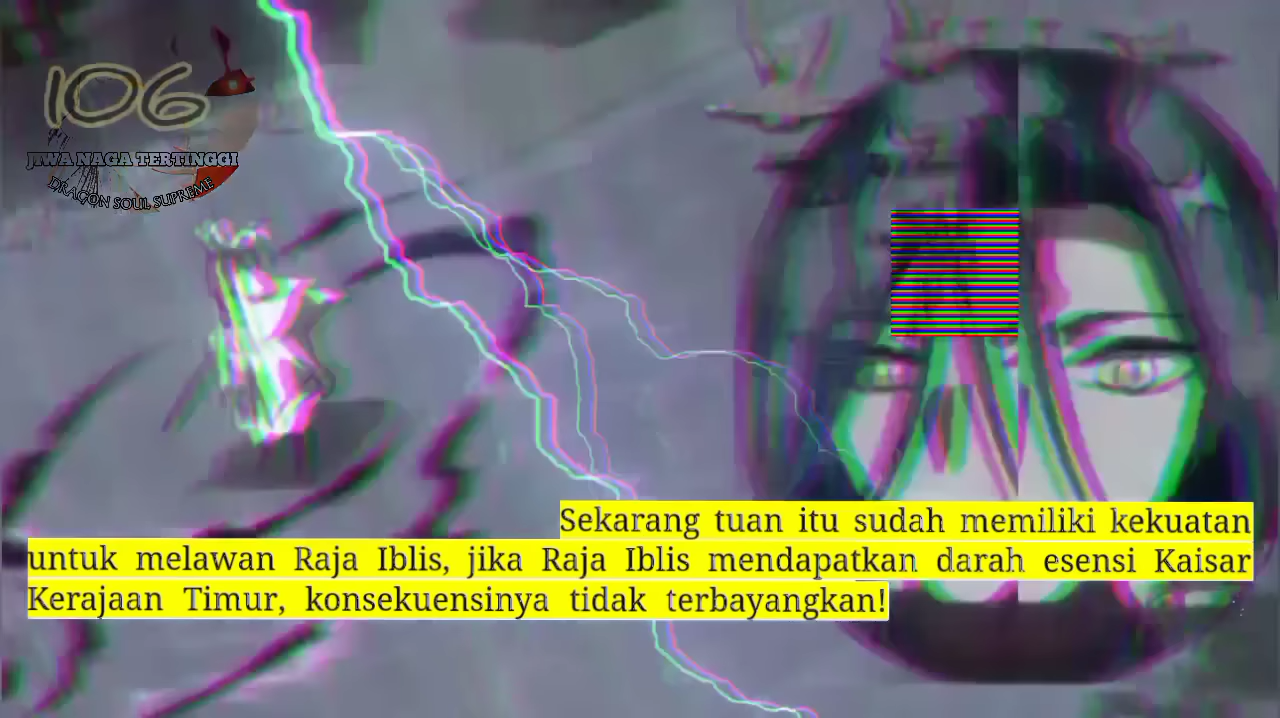 106
JIWA NAGA TERTINGGI
DRAGON SOUL SUPREME
Sekarang tuan itu sudah memiliki kekuatan
untuk melawan Raja Iblis, jika Raja Iblis mendapatkan darah esensi Kaisar
Kerajaan Timur, konsekuensinya tidak terbayangkan!